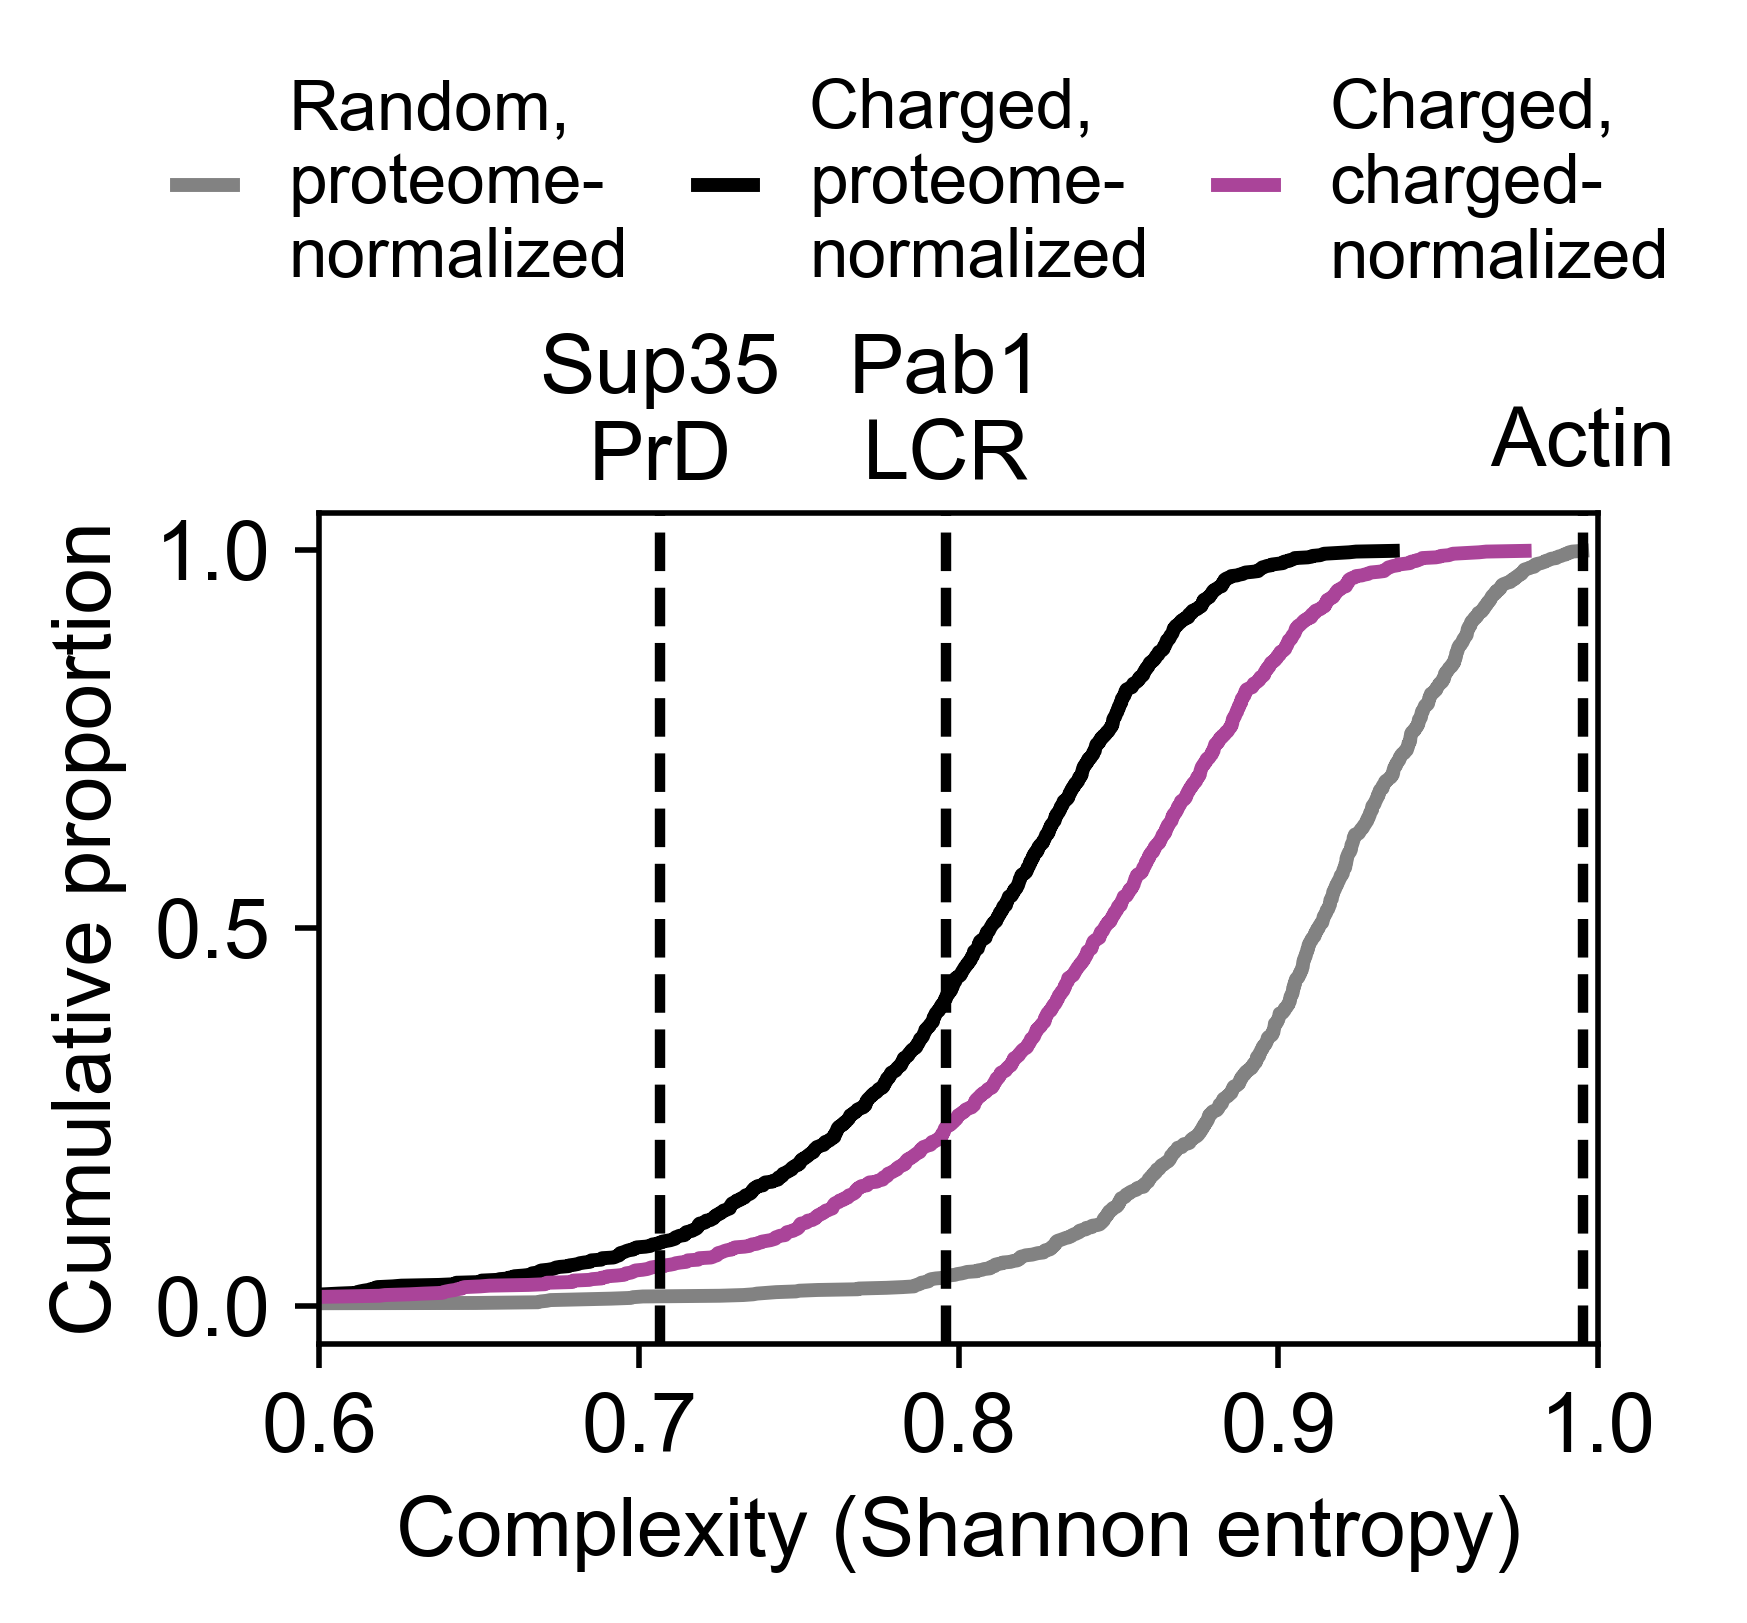 Random,
proteome-
normalized
Charged,
proteome-
normalized
Charged,
charged-
normalized
Sup35
PrD
Pab1
LCR
Actin
Cumulative proportion
1.0
0.5
0.0
0.6
0.7
0.8
0.9
1.0
Complexity (Shannon entropy)